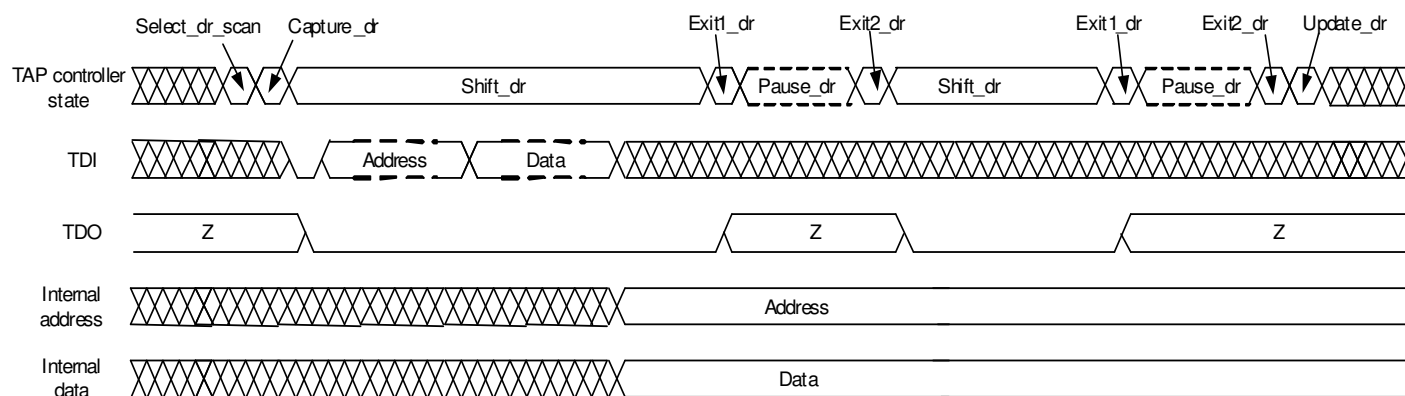 Select_dr_scan Capture_dr Exit1_dr Exit2_dr Exit1_dr Exit2_dr Update_dr
TAP controller
state
Shift_dr Pause_dr Shift_dr Pause_dr
TDI Address Data
TDO Z Z Z
Internal
address
Address
Internal
data
Data